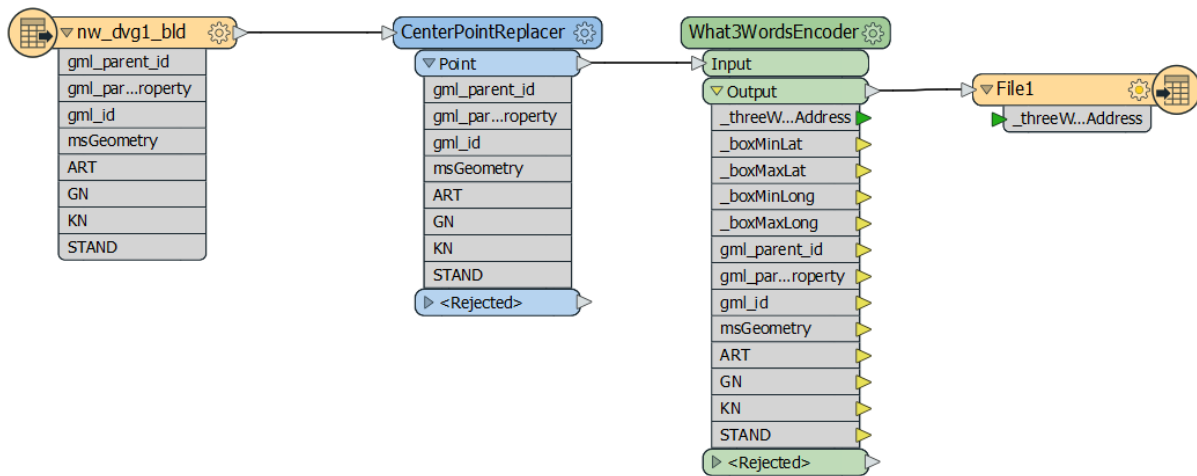 nw_dvg1_bld
gml_parent_id
gml_par...roperty
gml_id
msGeometry
ART
GN
KN
STAND
CenterPointReplacer
Point
gml_parent_id
gml_par...roperty
gml_id
msGeometry
ART
GN
KN
STAND
<Rejected>
What3WordsEncoder
Input
Output
_threeW...Address
_boxMinLat
_boxMaxLat
_boxMinLong
_boxMaxLong
gml_parent_id
gml_par...roperty
gml_id
msGeometry
ART
GN
KN
STAND
<Rejected>
File1
_threeW...Address